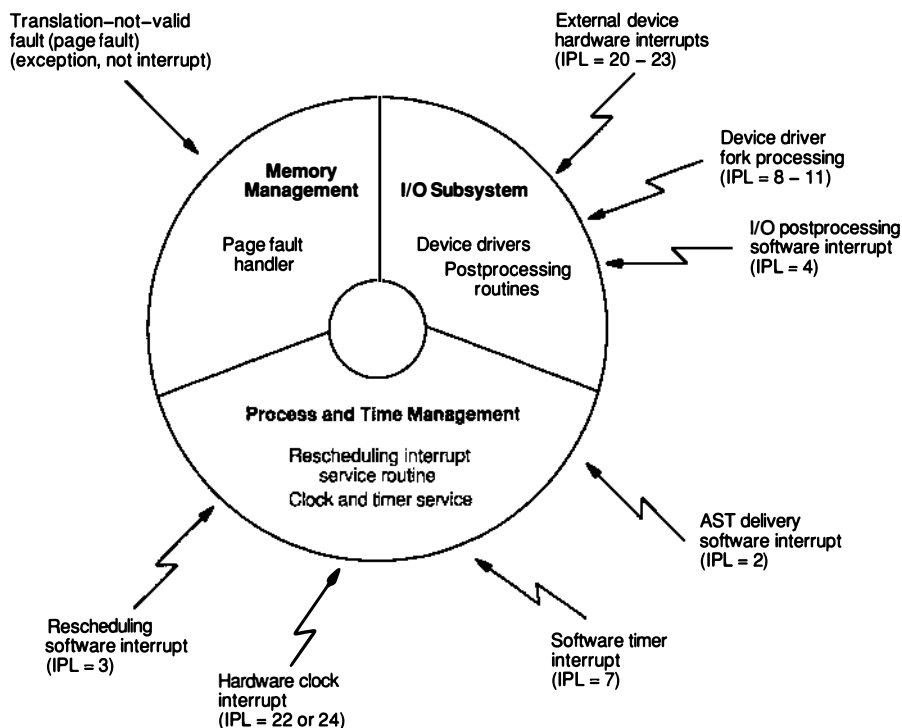 Translation-not-valid
fault (page fault)
(exception, not interrupt)
External device
hardware interrupts
(IPL = 20 – 23)
Device driver
fork processing
(IPL = 8 – 11)
I/O postprocessing
software interrupt
(IPL = 4)
Memory
Management
Page fault
handler
I/O Subsystem
Device drivers
Postprocessing
routines
Process and Time Management
Rescheduling interrupt
service routine
Clock and timer service
AST delivery
software interrupt
(IPL = 2)
Software timer
interrupt
(IPL = 7)
Hardware clock
interrupt
(IPL = 22 or 24)
Rescheduling
software interrupt
(IPL = 3)